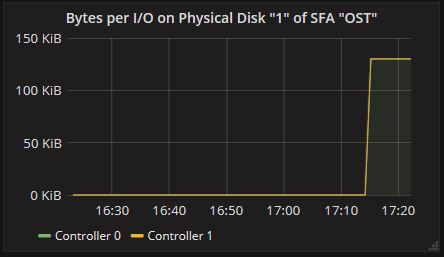 Bytes per I/O on Physical Disk "1" of SFA "OST"
150 KiB
100 KiB
50 KiB
0 KiB
16:30 16:40 16:50 17:00 17:10 17:20
Controller 0 Controller 1